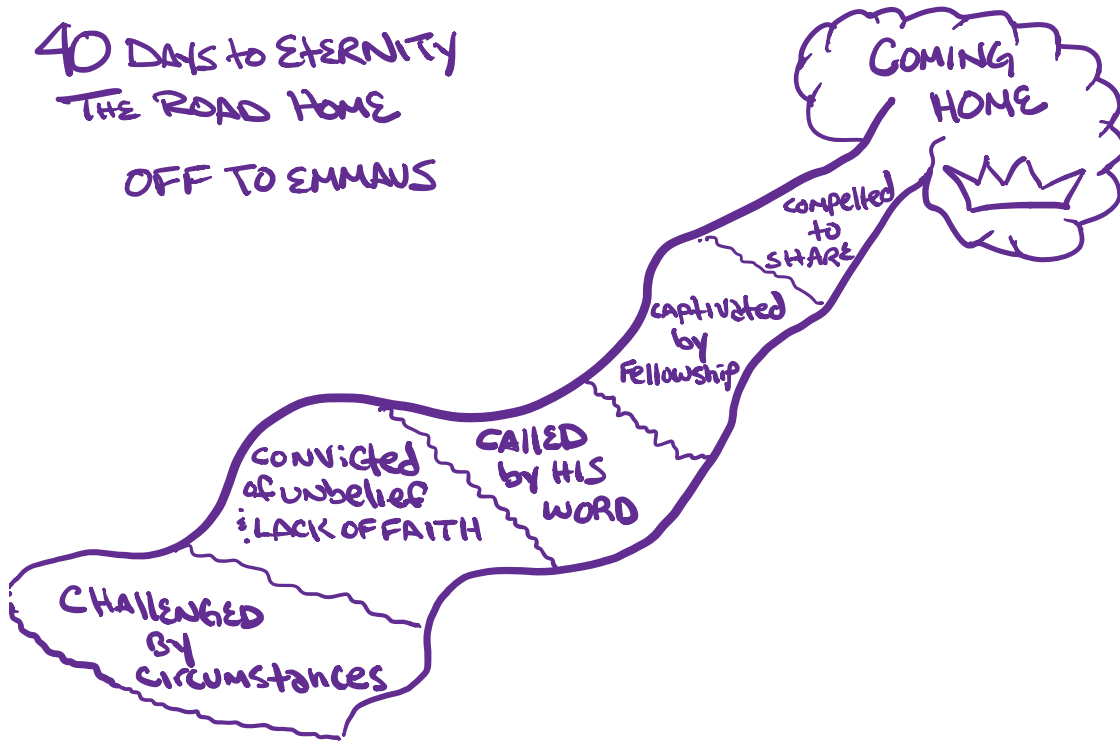 40 DAYS to ETERNITY
THE ROAD HOME
OFF TO EMMAUS
COMING
HOME
compelled
to
SHARE
CAPtIVated
by
Fellowship
CALLED
by HIS
WORD
CONVICted
of UNbelief
& LACK OF FAITH
CHALLENGED
By
CIRCUMStances